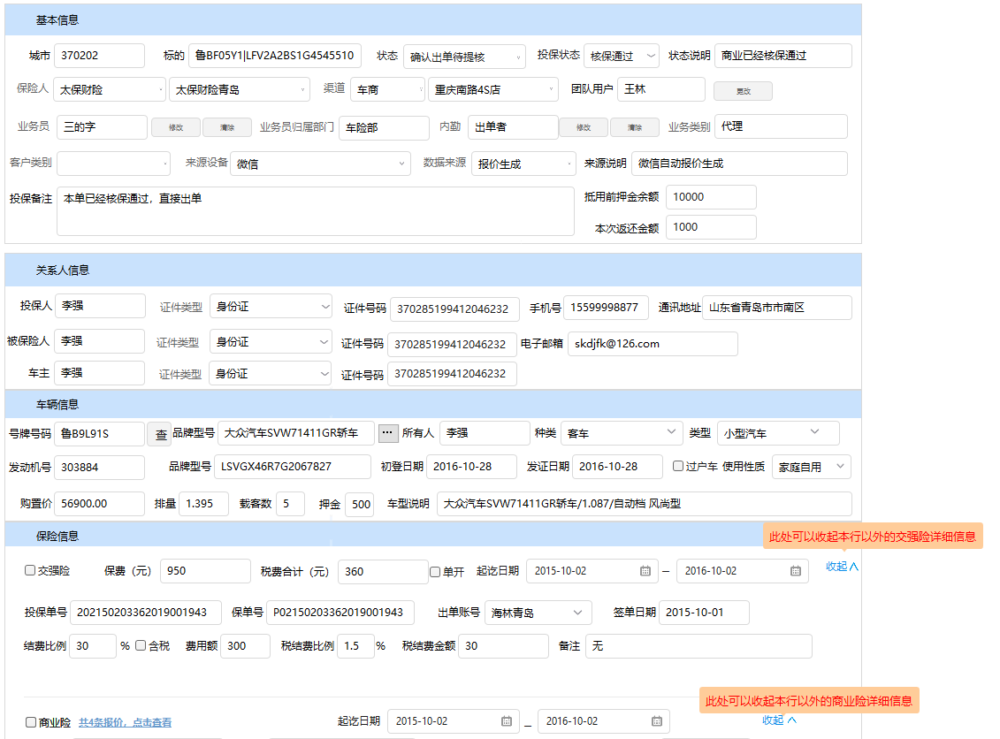 基本信息
城市 370202 标的 鲁BF05Y1|LFV2A2BS1G4545510 状态 确认出单待提核 投保状态 核保通过 状态说明 商业已经核保通过
保险人 太保财险 太保财险青岛 渠道 车商 重庆南路4S店 团队用户 王林 更改
业务员 三的字 修改 清除 业务员归属部门 车险部 内勤 出单者 修改 清除 业务类别 代理
客户类别 来源设备 微信 数据来源 报价生成 来源说明 微信自动报价生成
投保备注 本单已经核保通过，直接出单 抵用前押金余额 10000
本次返还金额 1000
关系人信息
投保人 李强 证件类型 身份证 证件号码 370285199412046232 手机号 15599998877 通讯地址 山东省青岛市市南区
被保险人 李强 证件类型 身份证 证件号码 370285199412046232 电子邮箱 skdjfk@126.com
车主 李强 证件类型 身份证 证件号码 370285199412046232
车辆信息
号牌号码 鲁B9L91S 查 品牌型号 大众汽车SVW71411GR轿车 ... 所有人 李强 种类 客车 类型 小型汽车
发动机号 303884 品牌型号 LSVGX46R7G2067827 初登日期 2016-10-28 发证日期 2016-10-28 过户车 使用性质 家庭自用
购置价 56900.00 排量 1.395 载客数 5 押金 500 车型说明 大众汽车SVW71411GR轿车/1.087/自动档 风尚型
保险信息
此处可以收起本行以外的交强险详细信息
交强险 保费（元） 950 税费合计（元） 360 单开 起讫日期 2015-10-02 – 2016-10-02 收起
投保单号 202150203362019001943 保单号 P02150203362019001943 出单账号 海林青岛 签单日期 2015-10-01
结费比例 30 % 含税 费用额 300 税结费比例 1.5 % 税结费金额 30 备注 无
此处可以收起本行以外的商业险详细信息
商业险 共4条报价，点击查看 起讫日期 2015-10-02 – 2016-10-02 收起